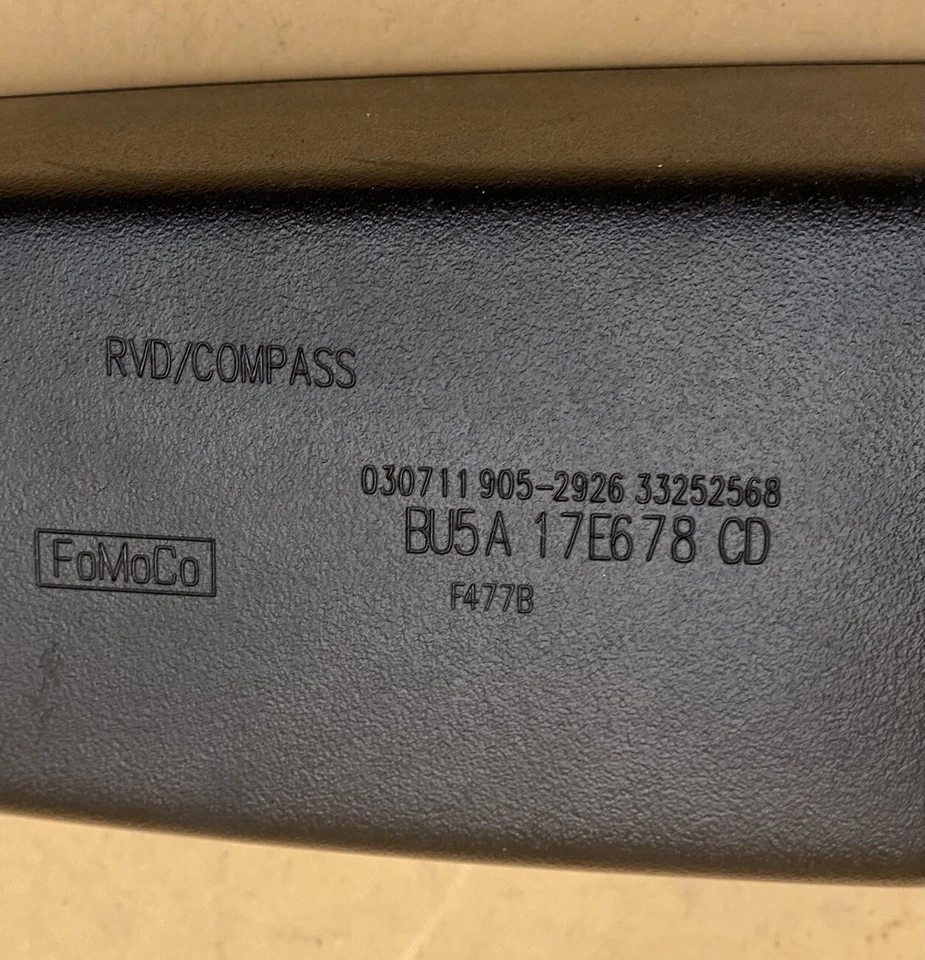 RVD/COMPASS
030711 905-2926 33252568
BU5A 17E678 CD
FoMoCo
F477B